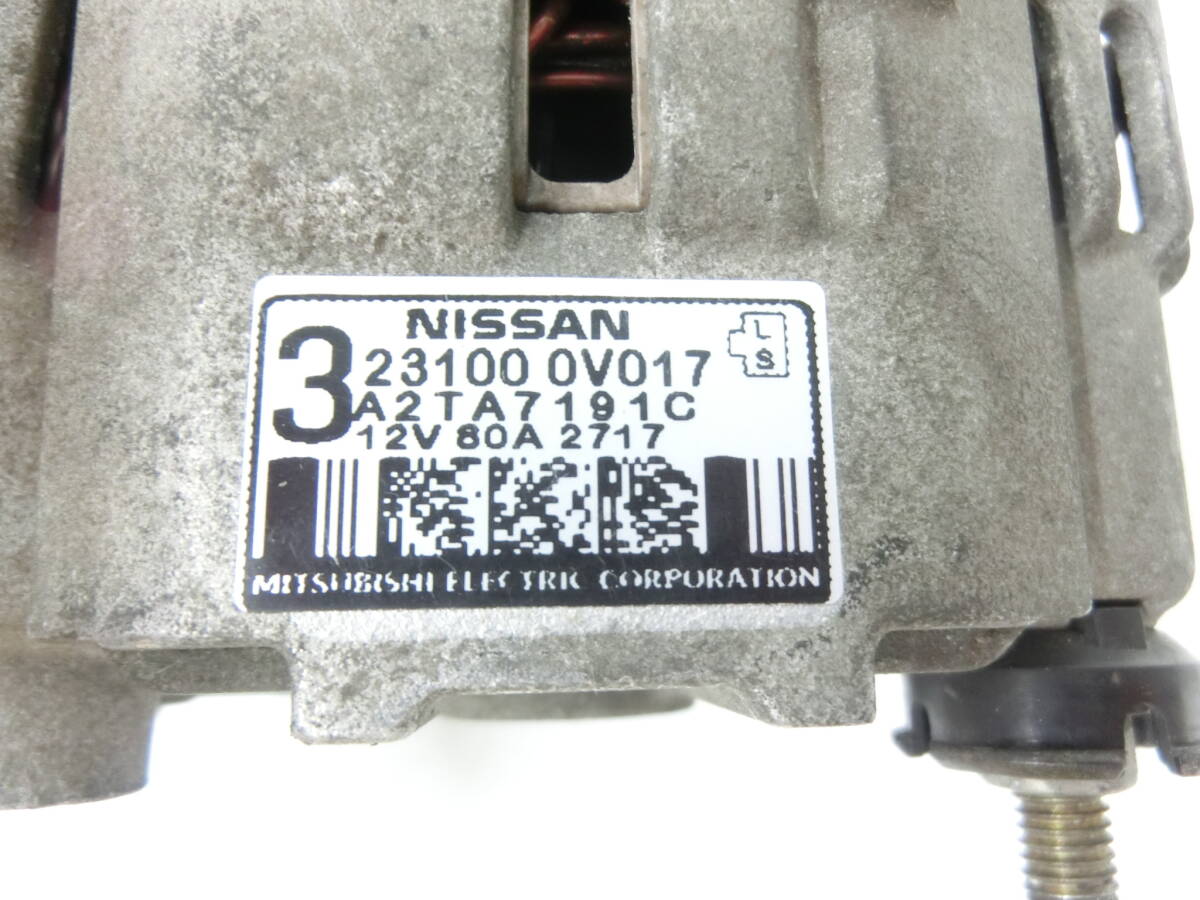 NISSAN
L
S
3
23100 0V017
A2TA7191C
12V 80A 2717
MITSUBISHI ELECTRIC CORPORATION